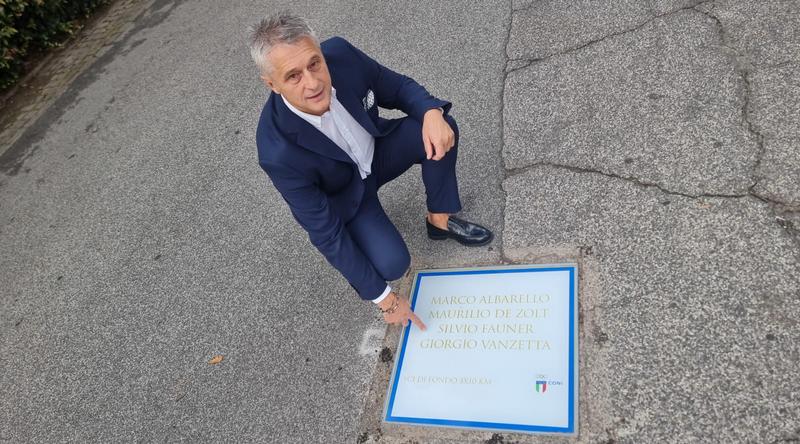 MARCO ALBARELLO
MAURILIO DE ZOLT
SILVIO FAUNER
GIORGIO VANZETTA
SCI DI FONDO 4X10 KM
CONI